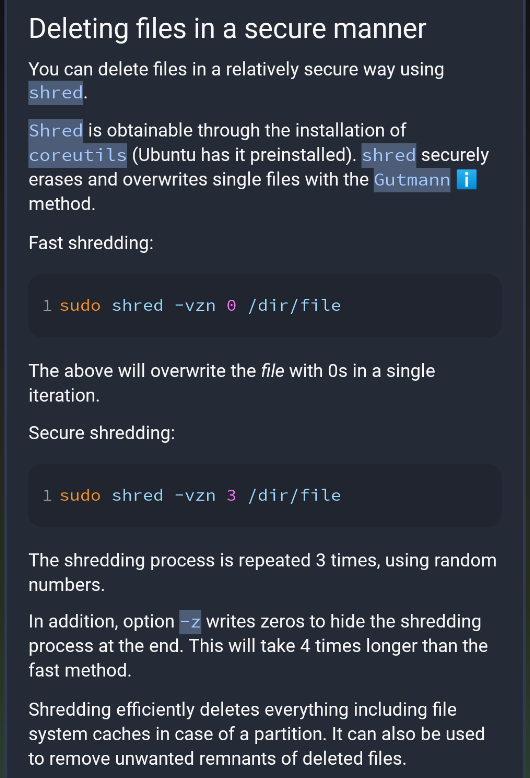 Deleting files in a secure manner
You can delete files in a relatively secure way using
shred.
Shred is obtainable through the installation of
coreutils (Ubuntu has it preinstalled). shred securely
erases and overwrites single files with the Gutmann ℹ️
method.
Fast shredding:
1 sudo shred -vzn 0 /dir/file
The above will overwrite the file with 0s in a single
iteration.
Secure shredding:
1 sudo shred -vzn 3 /dir/file
The shredding process is repeated 3 times, using random
numbers.
In addition, option -z writes zeros to hide the shredding
process at the end. This will take 4 times longer than the
fast method.
Shredding efficiently deletes everything including file
system caches in case of a partition. It can also be used
to remove unwanted remnants of deleted files.